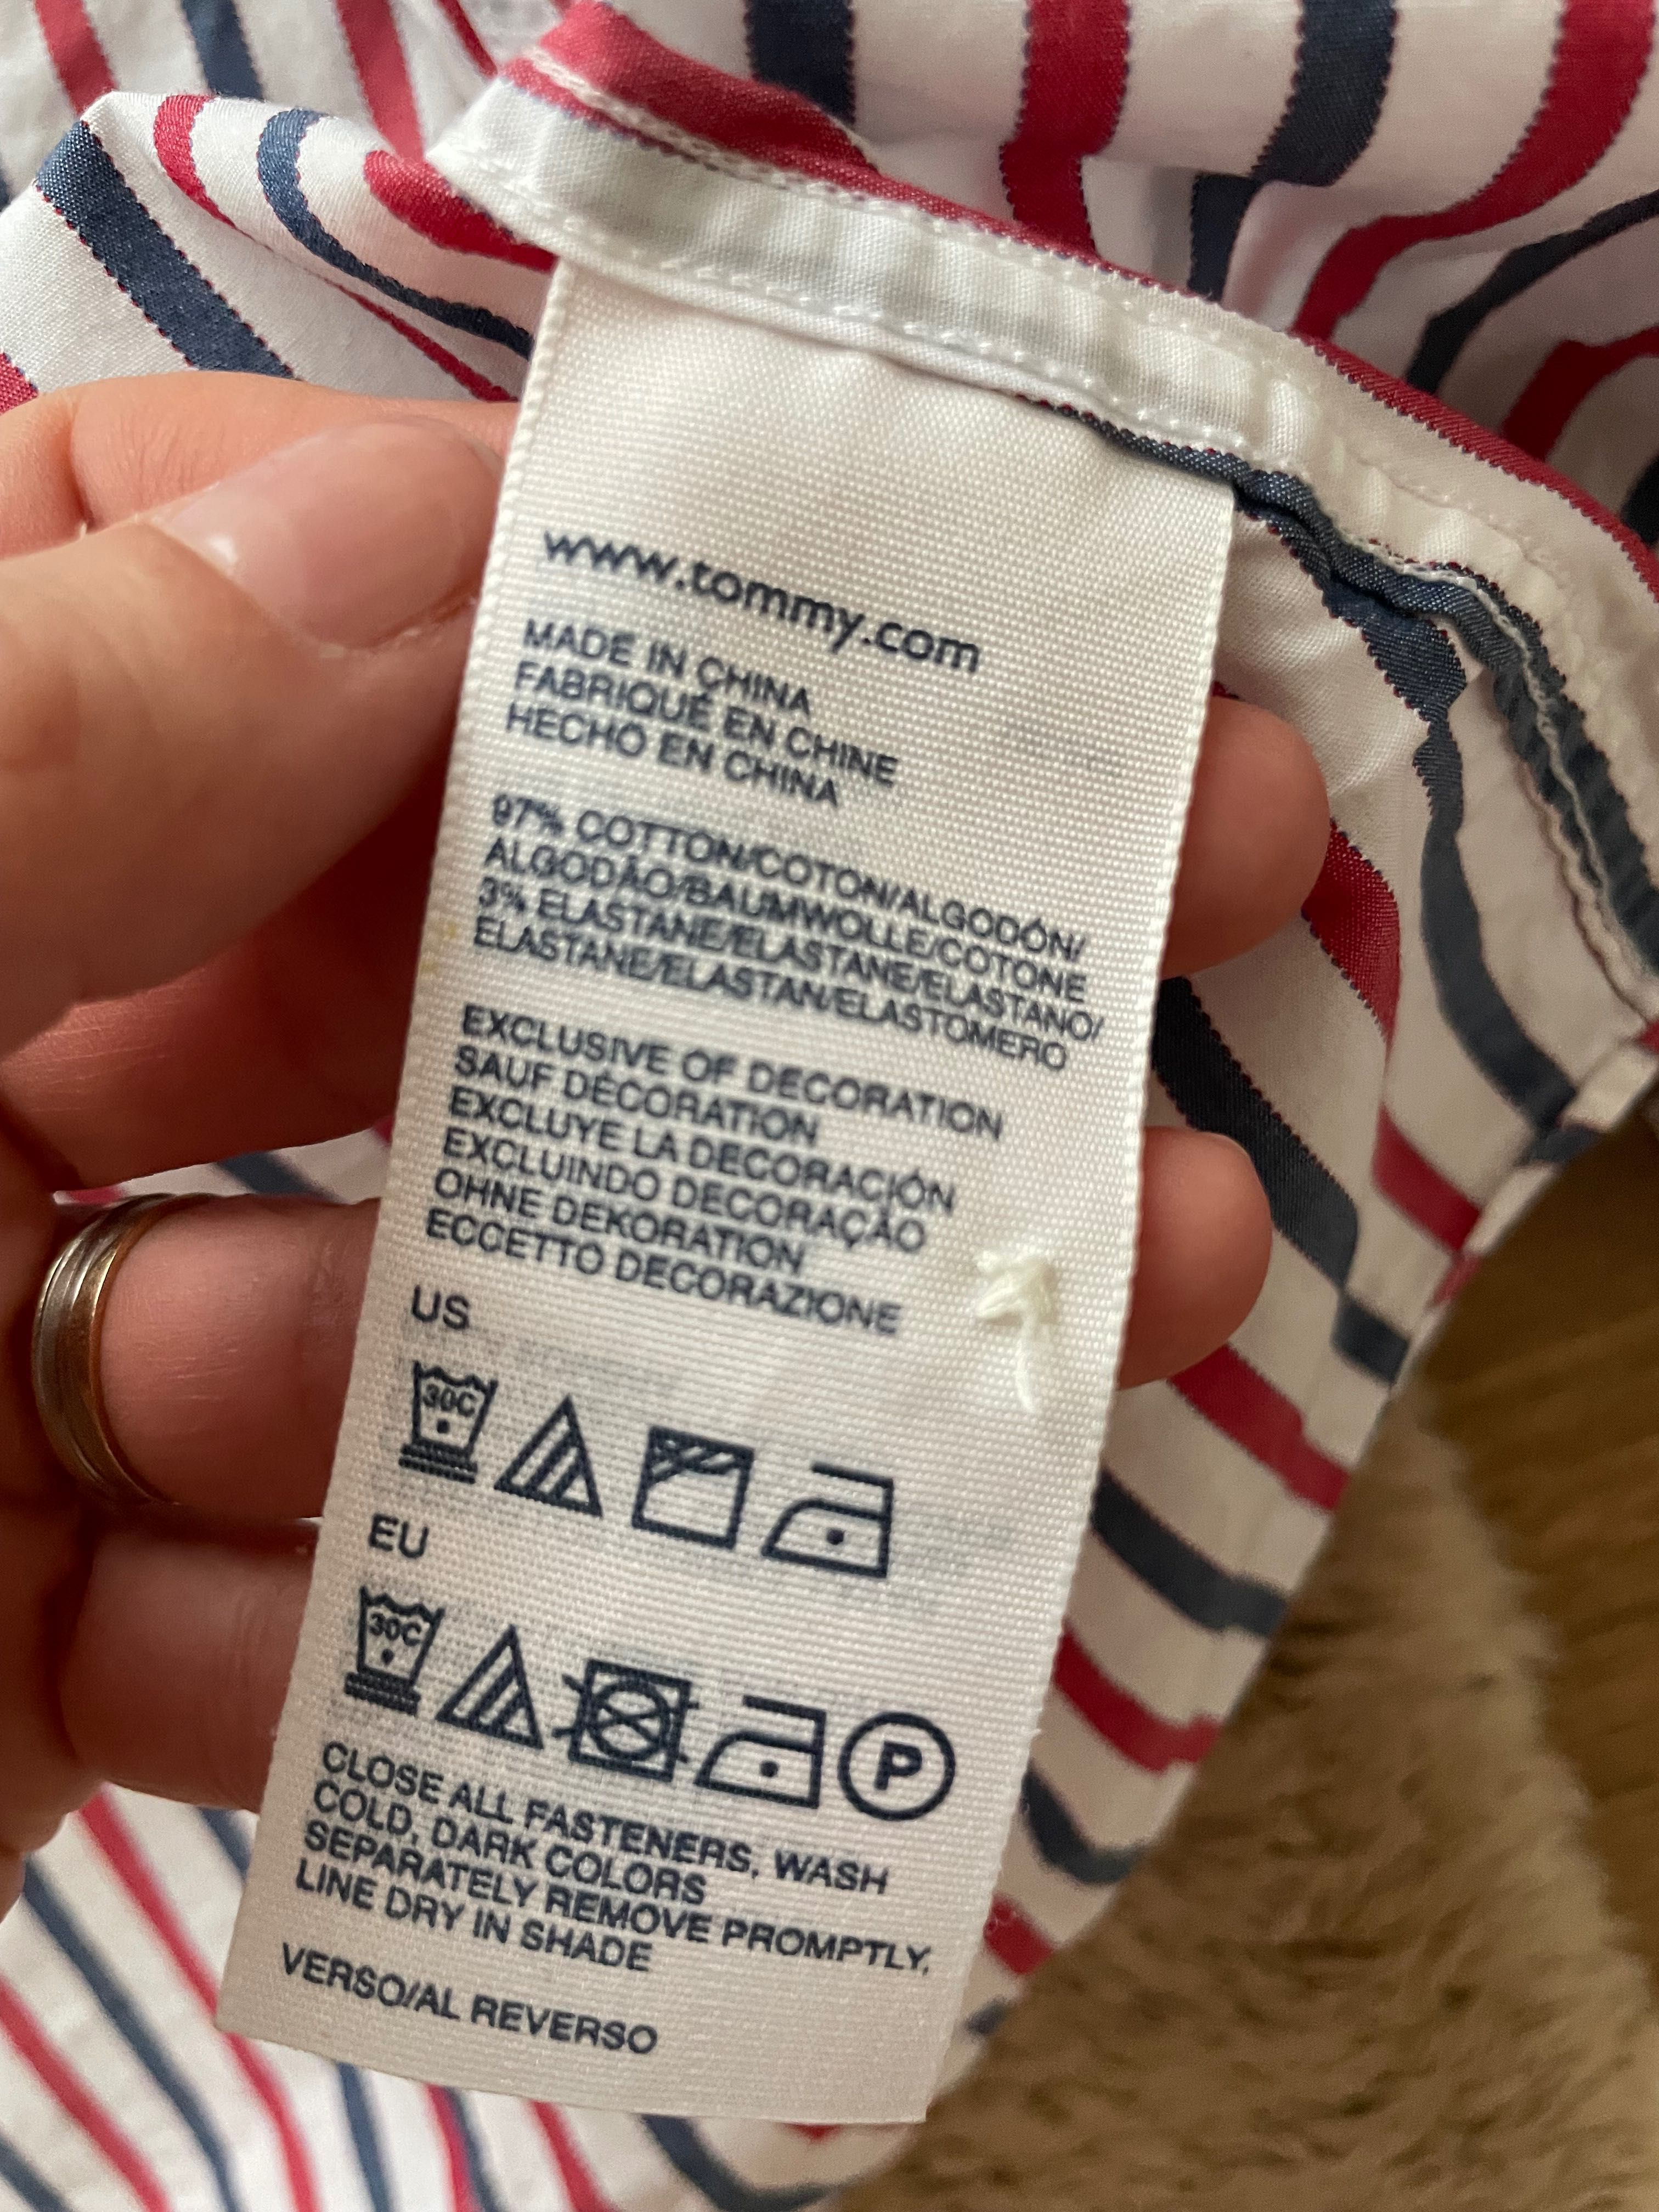 www.tommy.com
MADE IN CHINA
FABRIQUÉ EN CHINE
HECHO EN CHINA
97% COTTON/COTON/ALGODÓN/
ALGODÃO/BAUMWOLLE/COTONE
3% ELASTANE/ELASTANE/ELASTANO/
ELASTANE/ELASTAN/ELASTOMERO
EXCLUSIVE OF DECORATION
SAUF DÉCORATION
EXCLUYE LA DECORACIÓN
EXCLUINDO DECORAÇÃO
OHNE DEKORATION
ECCETTO DECORAZIONE
US
30C
EU
30C
P
CLOSE ALL FASTENERS, WASH
COLD, DARK COLORS
SEPARATELY REMOVE PROMPTLY,
LINE DRY IN SHADE
VERSO/AL REVERSO